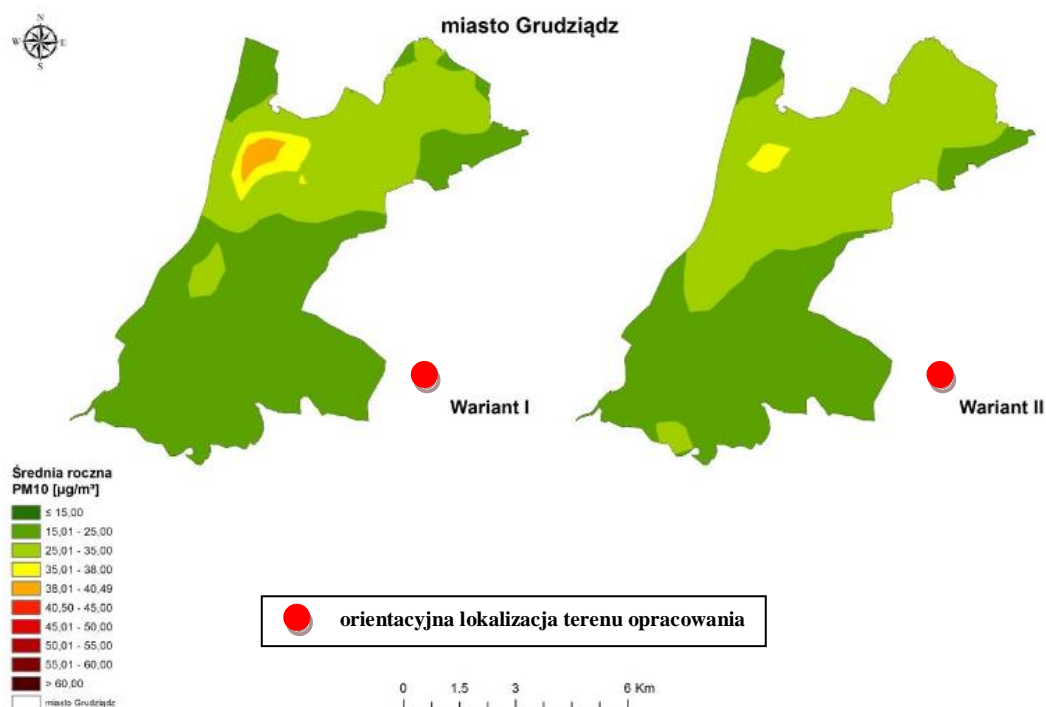 N
W E
S
miasto Grudziądz
Wariant I
Wariant II
Średnia roczna
PM10 [µg/m³]
≤ 15,00
15,01 - 25,00
25,01 - 35,00
35,01 - 38,00
38,01 - 40,49
40,50 - 45,00
45,01 - 50,00
50,01 - 55,00
55,01 - 60,00
> 60,00
miasto Grudziądz
orientacyjna lokalizacja terenu opracowania
0 1.5 3 6 Km